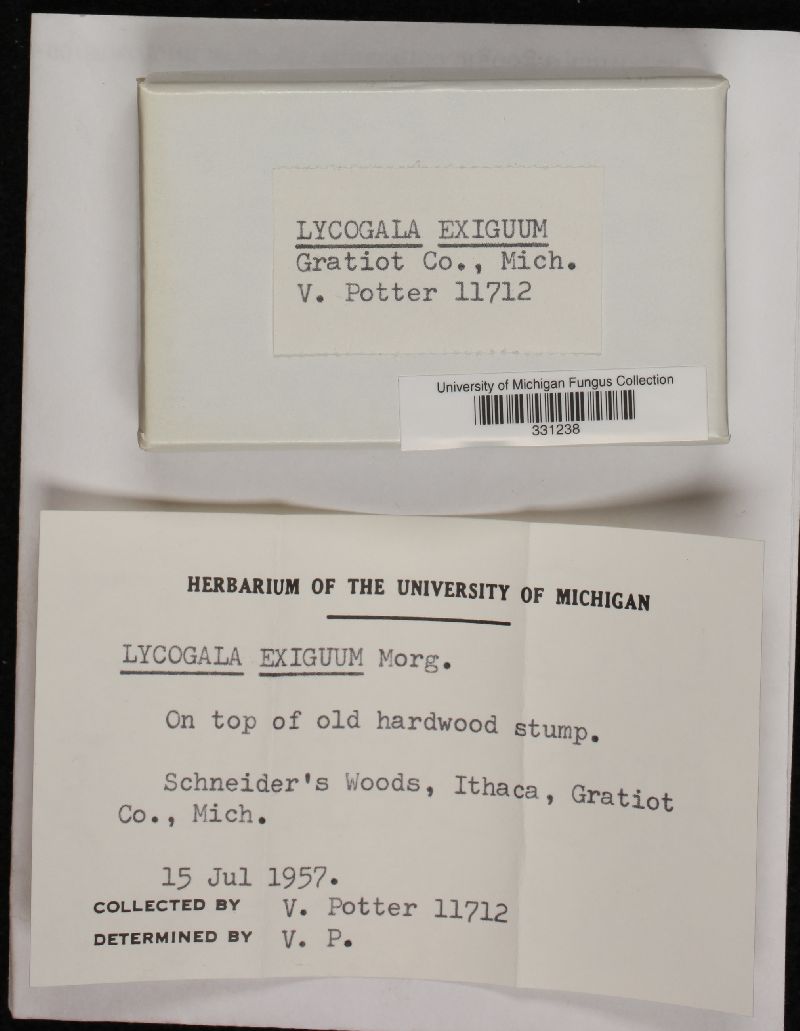 LYCOGALA EXIGUUM
Gratiot Co., Mich.
V. Potter 11712
University of Michigan Fungus Collection
331238
HERBARIUM OF THE UNIVERSITY OF MICHIGAN
LYCOGALA EXIGUUM Morg.
On top of old hardwood stump.
Schneider's Woods, Ithaca, Gratiot
Co., Mich.
15 Jul 1957.
COLLECTED BY V. Potter 11712
DETERMINED BY V. P.